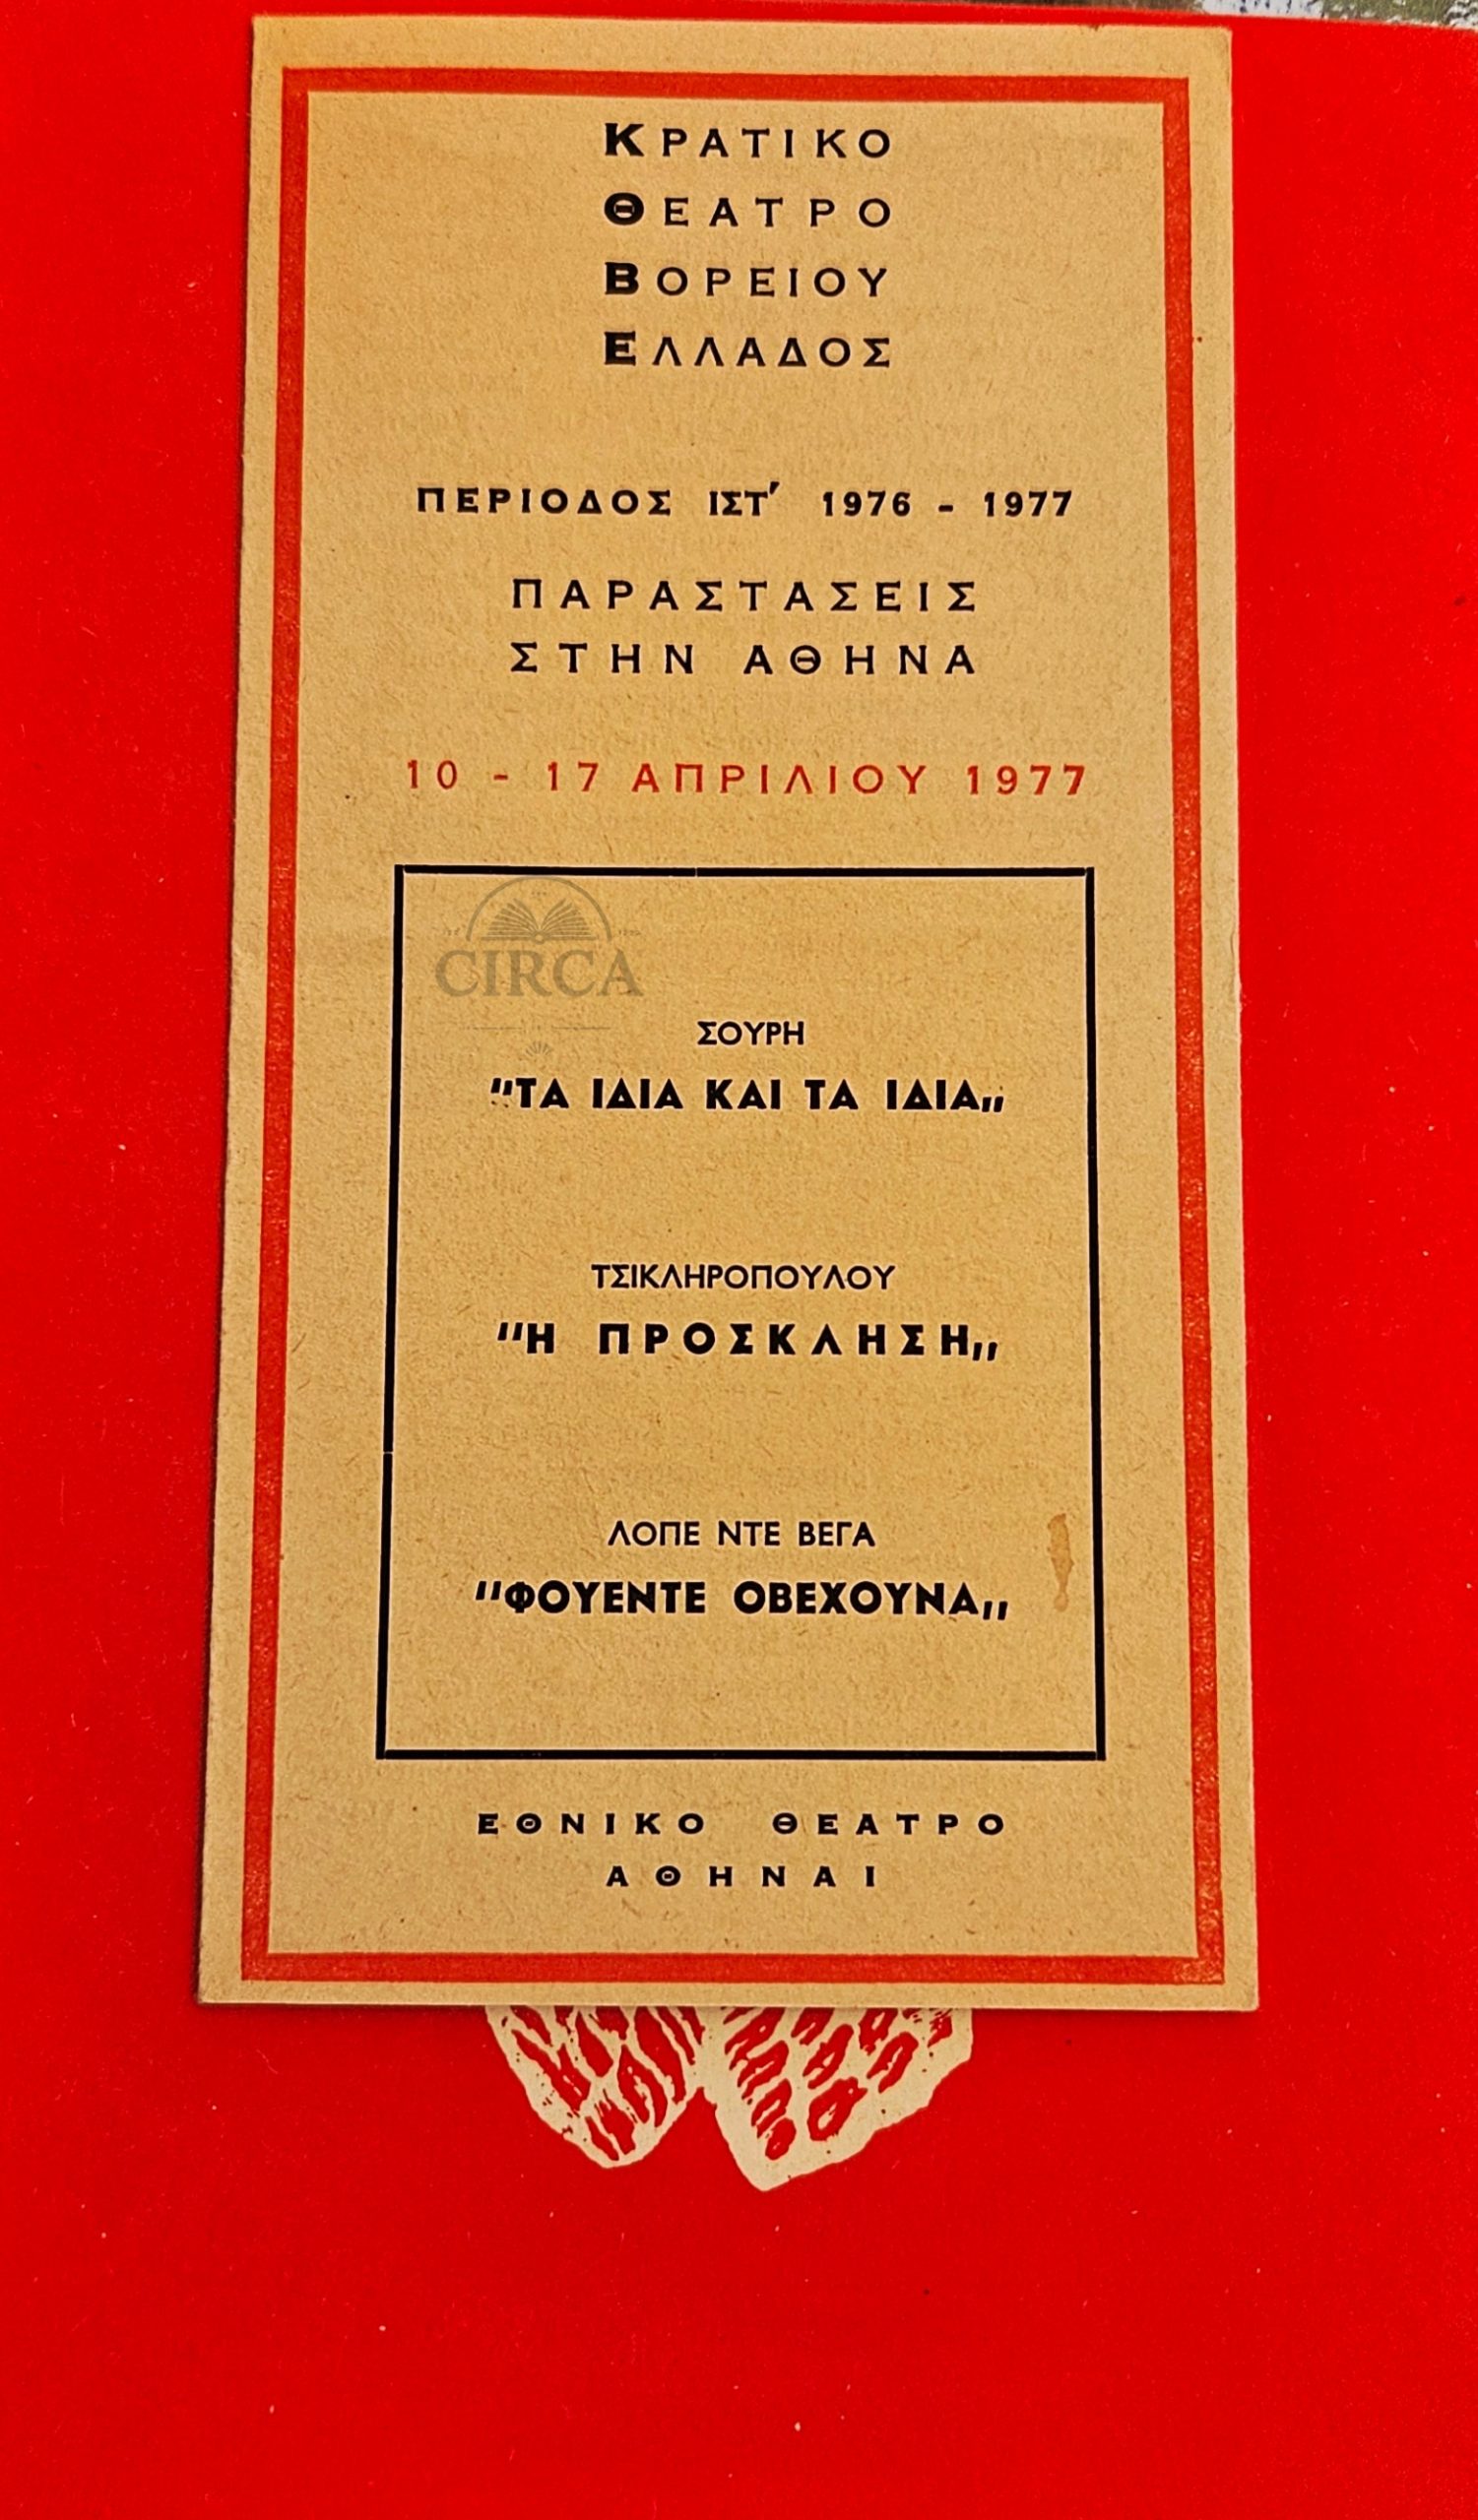 ΚΡΑΤΙΚΟ
ΘΕΑΤΡΟ
ΒΟΡΕΙΟΥ
ΕΛΛΑΔΟΣ
ΠΕΡΙΟΔΟΣ ΙΣΤ' 1976 - 1977
ΠΑΡΑΣΤΑΣΕΙΣ
ΣΤΗΝ ΑΘΗΝΑ
10 - 17 ΑΠΡΙΛΙΟΥ 1977
CIRCA
ΣΟΥΡΗ
"ΤΑ ΙΔΙΑ ΚΑΙ ΤΑ ΙΔΙΑ„
ΤΣΙΚΛΗΡΟΠΟΥΛΟΥ
"Η ΠΡΟΣΚΛΗΣΗ„
ΛΟΠΕ ΝΤΕ ΒΕΓΑ
"ΦΟΥΕΝΤΕ ΟΒΕΧΟΥΝΑ„
ΕΘΝΙΚΟ ΘΕΑΤΡΟ
ΑΘΗΝΑΙ